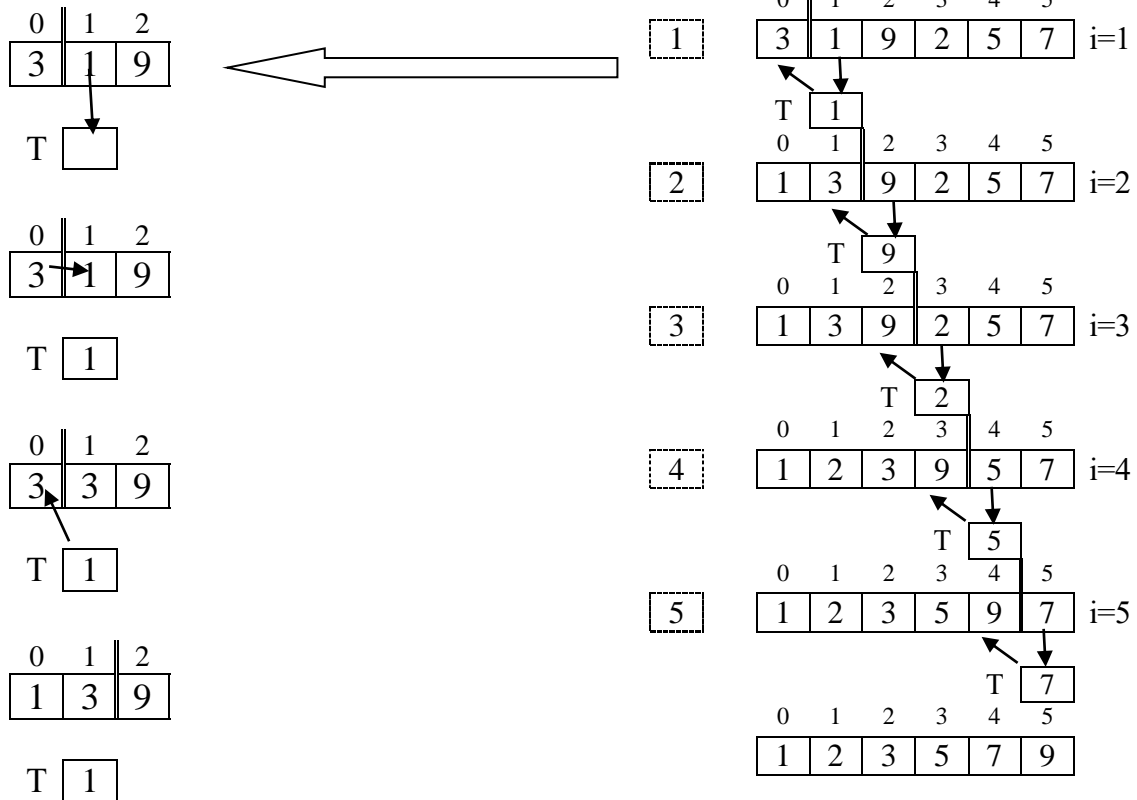 0 1 2
3 1 9
T
0 1 2
3 1 9
T 1
0 1 2
3 3 9
T 1
0 1 2
1 3 9
T 1
0 1 2 3 4 5
1 3 1 9 2 5 7 i=1
T 1
0 1 2 3 4 5
2 1 3 9 2 5 7 i=2
T 9
0 1 2 3 4 5
3 1 3 9 2 5 7 i=3
T 2
0 1 2 3 4 5
4 1 2 3 9 5 7 i=4
T 5
0 1 2 3 4 5
5 1 2 3 5 9 7 i=5
T 7
0 1 2 3 4 5
1 2 3 5 7 9